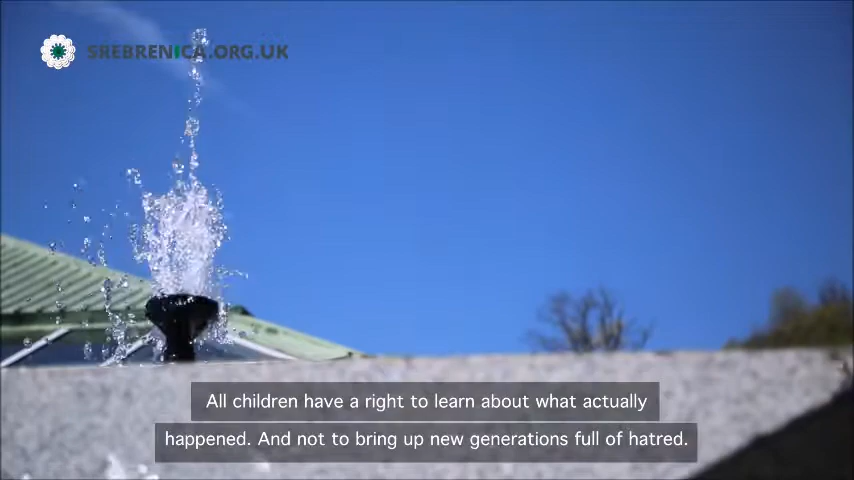 SREBRENICA.ORG.UK
All children have a right to learn about what actually
happened. And not to bring up new generations full of hatred.